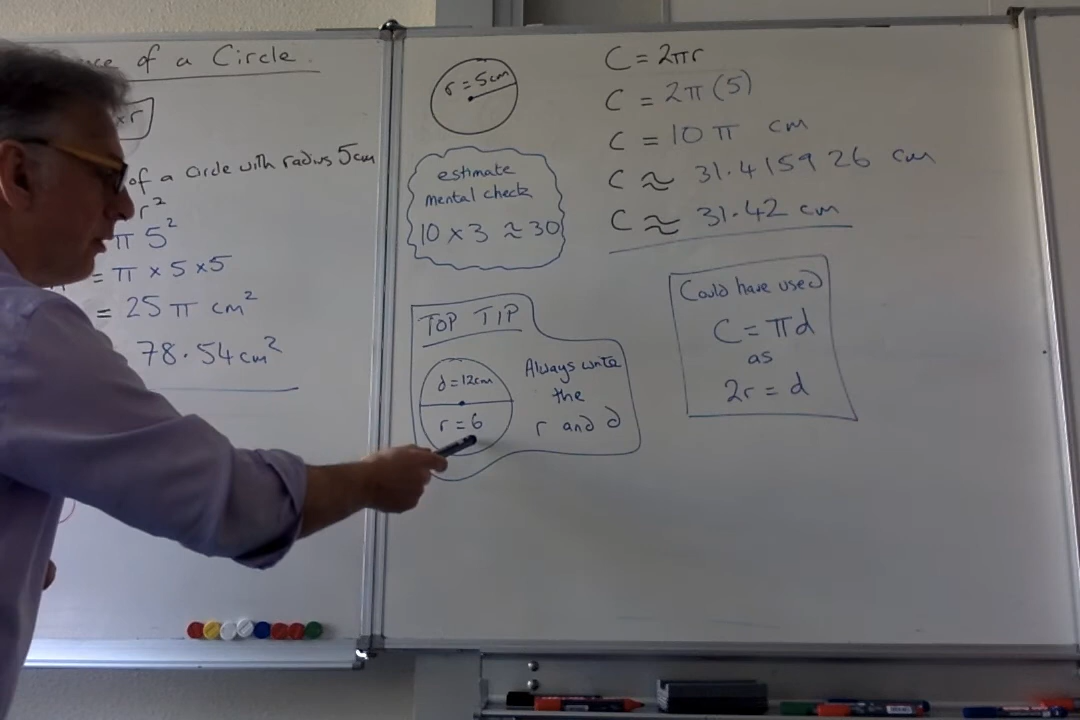 of a Circle.
× r
of a circle with radius 5cm
r²
π 5²
= π × 5 × 5
= 25 π cm²
78.54 cm²
r = 5cm
estimate
mental check
10 × 3 ≈ 30
C = 2πr
C = 2π (5)
C = 10 π cm
C ≈ 31.415926 cm
C ≈ 31.42 cm
TOP TIP
d = 12cm
r = 6
Always write
the
r and d
Could have used
C = πd
as
2r = d